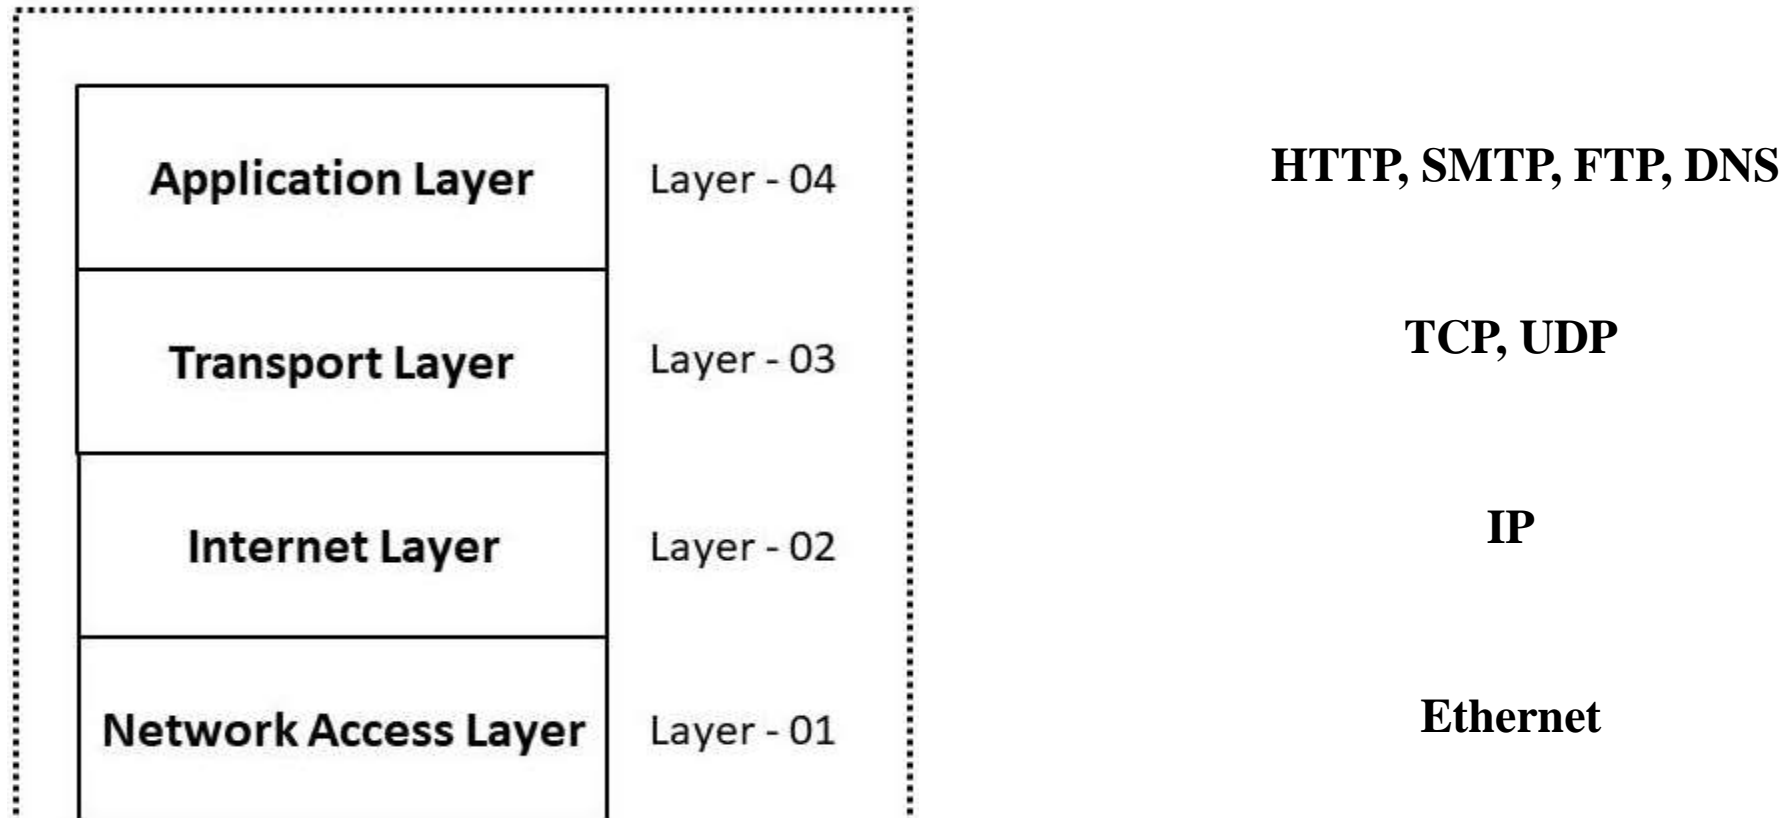 Application Layer Layer - 04 HTTP, SMTP, FTP, DNS
Transport Layer Layer - 03 TCP, UDP
Internet Layer Layer - 02 IP
Network Access Layer Layer - 01 Ethernet